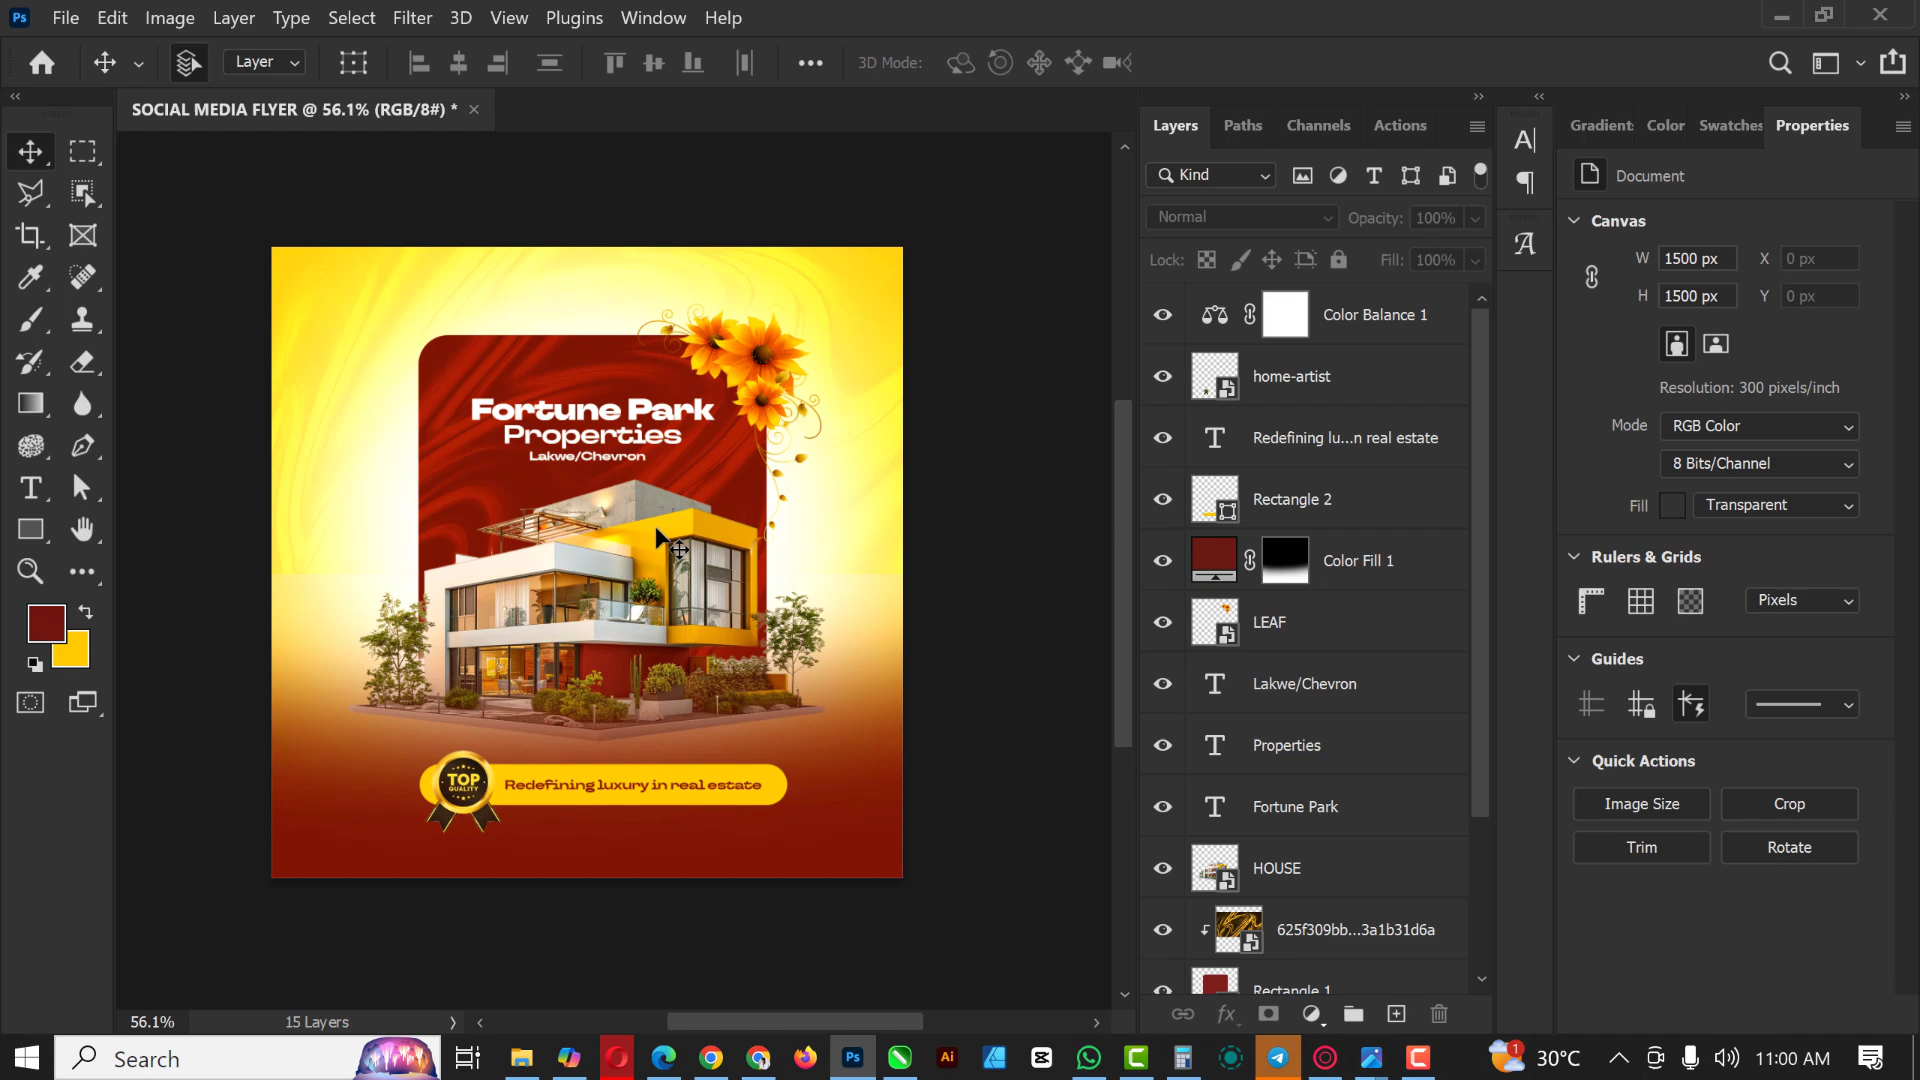 Ps File Edit Image Layer Type Select Filter 3D View Plugins Window Help
Layer 3D Mode:
SOCIAL MEDIA FLYER @ 56.1% (RGB/8#) *
Layers Paths Channels Actions
Kind
Normal Opacity: 100%
Lock: Fill: 100%
Color Balance 1
home-artist
Redefining lu...n real estate
Rectangle 2
Color Fill 1
LEAF
Lakwe/Chevron
Properties
Fortune Park
HOUSE
625f309bb...3a1b31d6a
Rectangle 1
Gradients Color Swatches Properties
Document
Canvas
W 1500 px X 0 px
H 1500 px Y 0 px
Resolution: 300 pixels/inch
Mode RGB Color
8 Bits/Channel
Fill Transparent
Rulers & Grids
Pixels
Guides
Quick Actions
Image Size Crop
Trim Rotate
Fortune Park
Properties
Lakwe/Chevron
TOP
QUALITY
Redefining luxury in real estate
56.1% 15 Layers
Search
Ps
Ai
1
30°C
11:00 AM